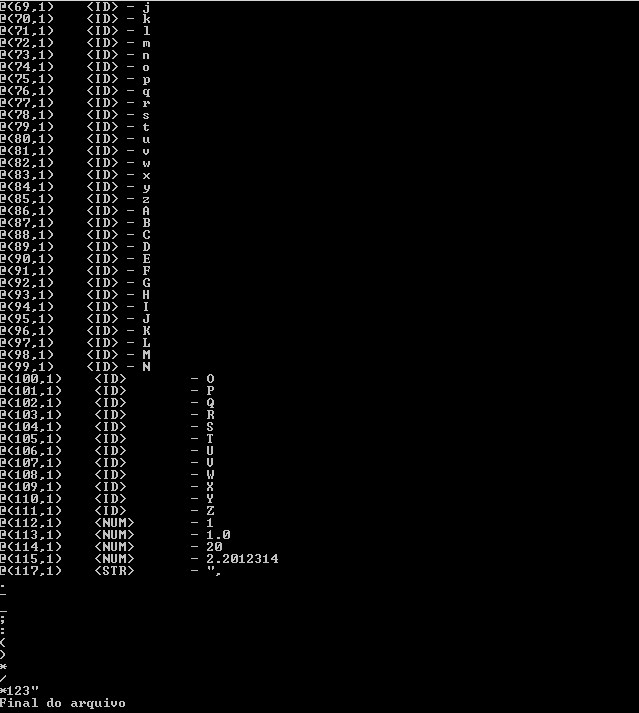 @(69,1)    <ID> - j
@(70,1)    <ID> - k
@(71,1)    <ID> - l
@(72,1)    <ID> - m
@(73,1)    <ID> - n
@(74,1)    <ID> - o
@(75,1)    <ID> - p
@(76,1)    <ID> - q
@(77,1)    <ID> - r
@(78,1)    <ID> - s
@(79,1)    <ID> - t
@(80,1)    <ID> - u
@(81,1)    <ID> - v
@(82,1)    <ID> - w
@(83,1)    <ID> - x
@(84,1)    <ID> - y
@(85,1)    <ID> - z
@(86,1)    <ID> - A
@(87,1)    <ID> - B
@(88,1)    <ID> - C
@(89,1)    <ID> - D
@(90,1)    <ID> - E
@(91,1)    <ID> - F
@(92,1)    <ID> - G
@(93,1)    <ID> - H
@(94,1)    <ID> - I
@(95,1)    <ID> - J
@(96,1)    <ID> - K
@(97,1)    <ID> - L
@(98,1)    <ID> - M
@(99,1)    <ID> - N
@(100,1)    <ID>        - O
@(101,1)    <ID>        - P
@(102,1)    <ID>        - Q
@(103,1)    <ID>        - R
@(104,1)    <ID>        - S
@(105,1)    <ID>        - T
@(106,1)    <ID>        - U
@(107,1)    <ID>        - V
@(108,1)    <ID>        - W
@(109,1)    <ID>        - X
@(110,1)    <ID>        - Y
@(111,1)    <ID>        - Z
@(112,1)    <NUM>       - 1
@(113,1)    <NUM>       - 1.0
@(114,1)    <NUM>       - 20
@(115,1)    <NUM>       - 2.2012314
@(117,1)    <STR>       - ",
.
-
_
;
:
(
)
*
/
*123"
Final do arquivo